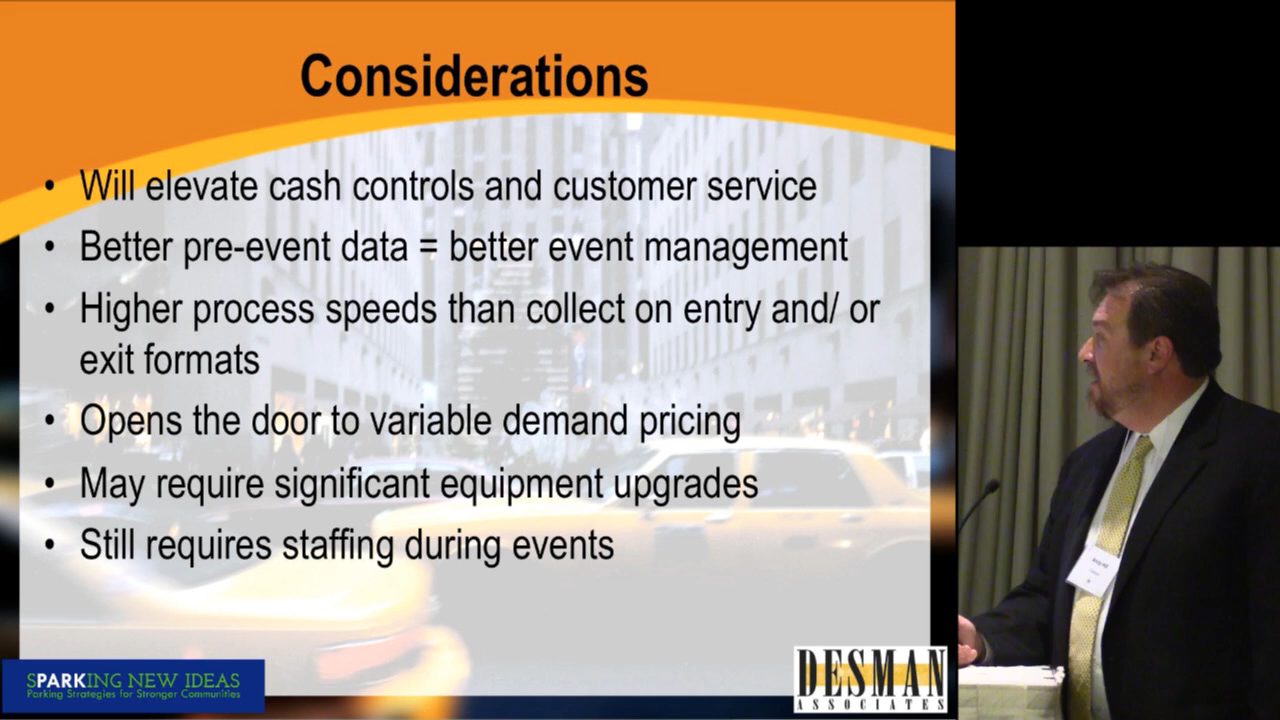 Considerations
• Will elevate cash controls and customer service
• Better pre-event data = better event management
• Higher process speeds than collect on entry and/ or
exit formats
• Opens the door to variable demand pricing
• May require significant equipment upgrades
• Still requires staffing during events
SPARKING NEW IDEAS
Parking Strategies for Stronger Communities
DESMAN
ASSOCIATES